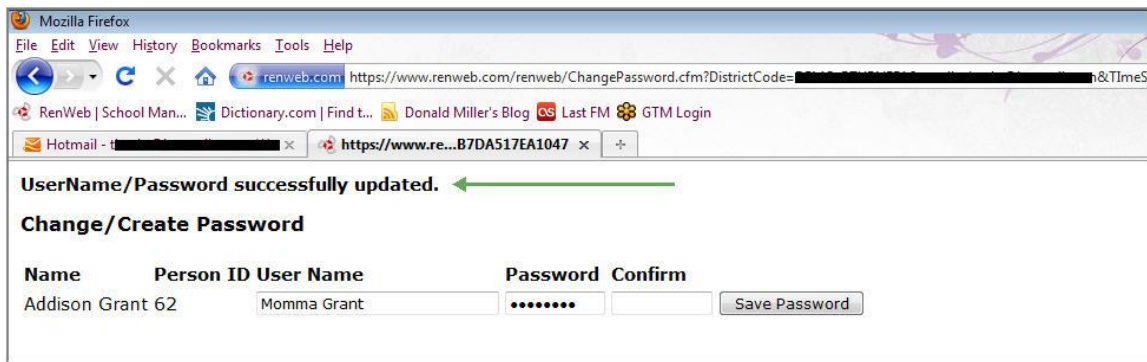 Mozilla Firefox
File Edit View History Bookmarks Tools Help
renweb.com https://www.renweb.com/renweb/ChangePassword.cfm?DistrictCode= h&TImeS
RenWeb | School Man... Dictionary.com | Find t... Donald Miller's Blog Last FM GTM Login
Hotmail - t https://www.re...B7DA517EA1047
UserName/Password successfully updated.
Change/Create Password
Name Person ID User Name Password Confirm
Addison Grant 62 Momma Grant •••••••• Save Password